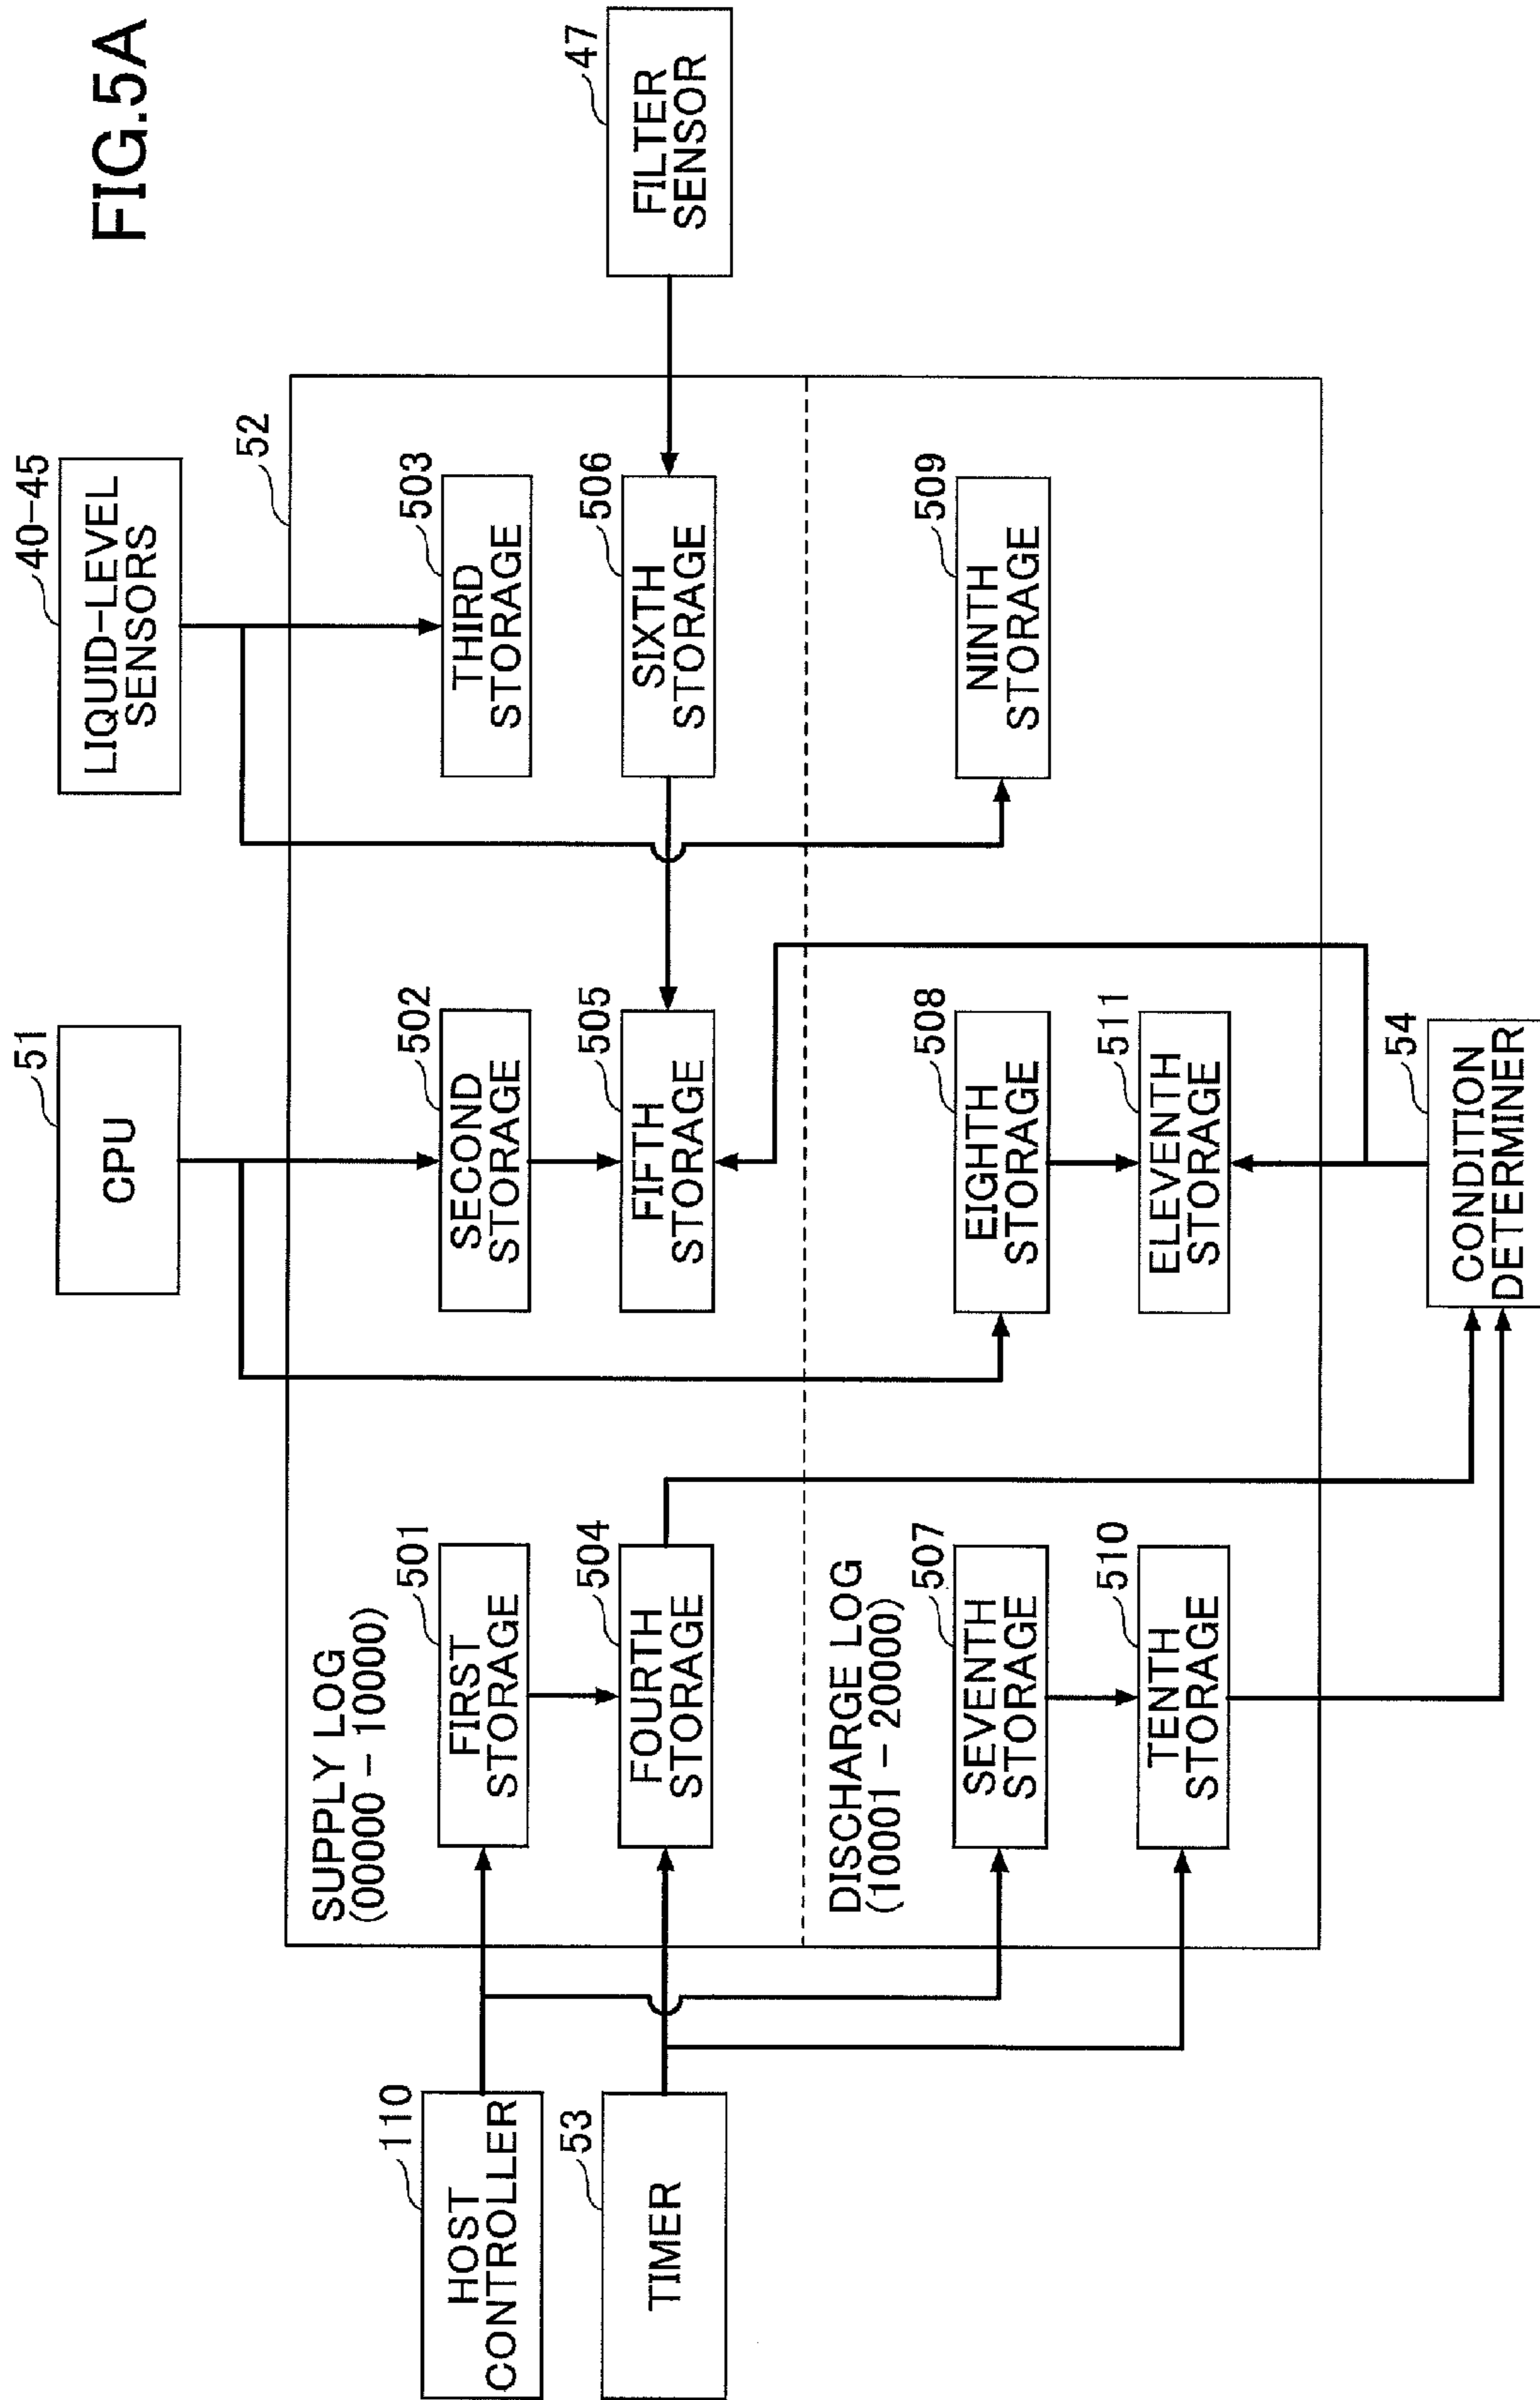 FIG.5A
51
CPU
40-45
LIQUID-LEVEL
SENSORS
52
110
HOST
CONTROLLER
53
TIMER
SUPPLY LOG
(00000 - 10000)
501
FIRST
STORAGE
502
SECOND
STORAGE
503
THIRD
STORAGE
504
FOURTH
STORAGE
505
FIFTH
STORAGE
506
SIXTH
STORAGE
47
FILTER
SENSOR
DISCHARGE LOG
(10001 - 20000)
507
SEVENTH
STORAGE
508
EIGHTH
STORAGE
509
NINTH
STORAGE
510
TENTH
STORAGE
511
ELEVENTH
STORAGE
54
CONDITION
DETERMINER